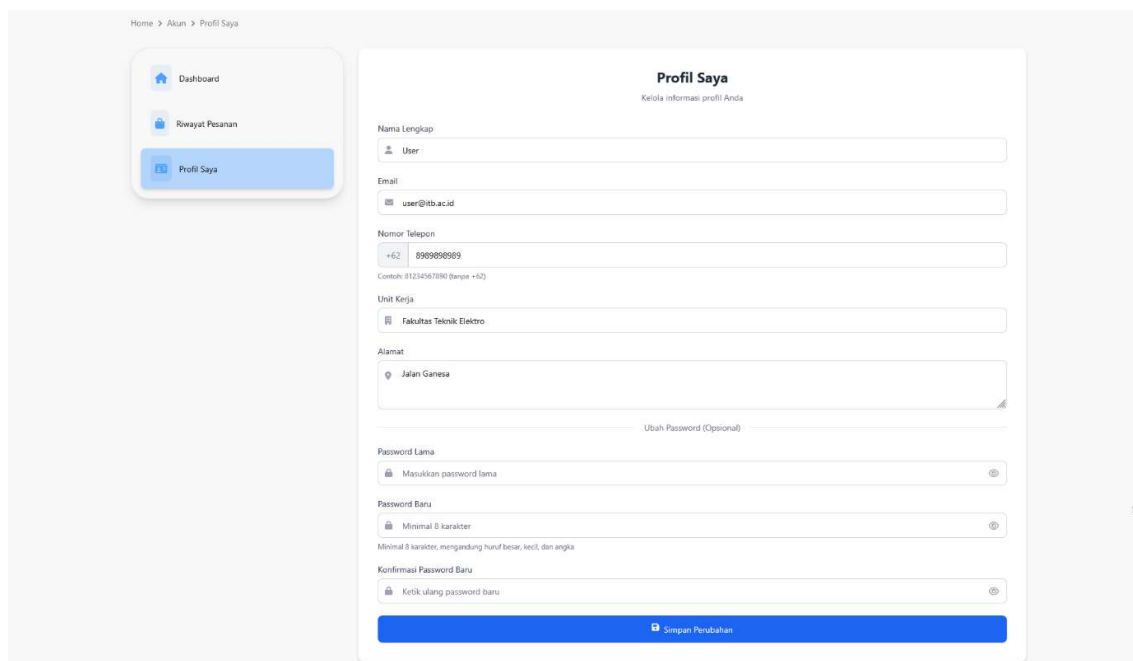 Home > Akun > Profil Saya
Dashboard
Riwayat Pesanan
Profil Saya
Profil Saya
Kelola informasi profil Anda
Nama Lengkap
User
Email
user@itb.ac.id
Nomor Telepon
+62 8989898989
Contoh: 81234567890 (tanpa +62)
Unit Kerja
Fakultas Teknik Elektro
Alamat
Jalan Ganesa
Ubah Password (Opsional)
Password Lama
Masukkan password lama
Password Baru
Minimal 8 karakter
Minimal 8 karakter, mengandung huruf besar, kecil, dan angka
Konfirmasi Password Baru
Ketik ulang password baru
Simpan Perubahan